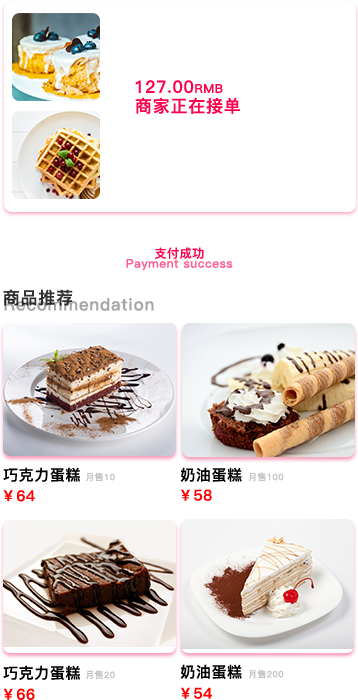 127.00RMB
商家正在接单
支付成功
Payment success
商品推荐
Recommendation
巧克力蛋糕 月售10
¥64
奶油蛋糕 月售100
¥58
巧克力蛋糕 月售20
¥66
奶油蛋糕 月售200
¥54